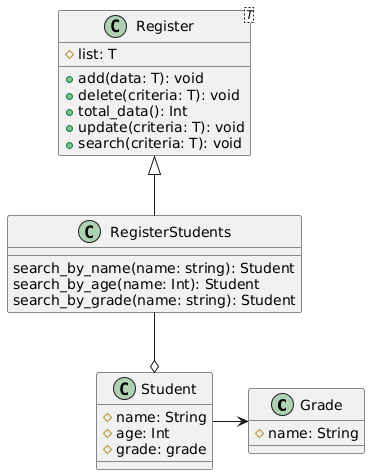 C Register
T
list: T
add(data: T): void
delete(criteria: T): void
total_data(): Int
update(criteria: T): void
search(criteria: T): void
C RegisterStudents
search_by_name(name: string): Student
search_by_age(name: Int): Student
search_by_grade(name: string): Student
C Student
name: String
age: Int
grade: grade
C Grade
name: String